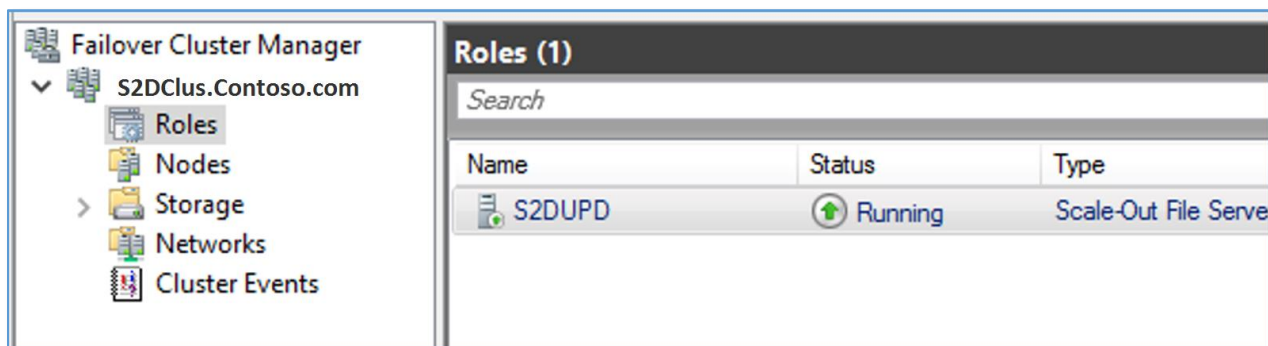 Failover Cluster Manager
S2DClus.Contoso.com
Roles
Nodes
Storage
Networks
Cluster Events
Roles (1)
Search
Name Status Type
S2DUPD Running Scale-Out File Serve